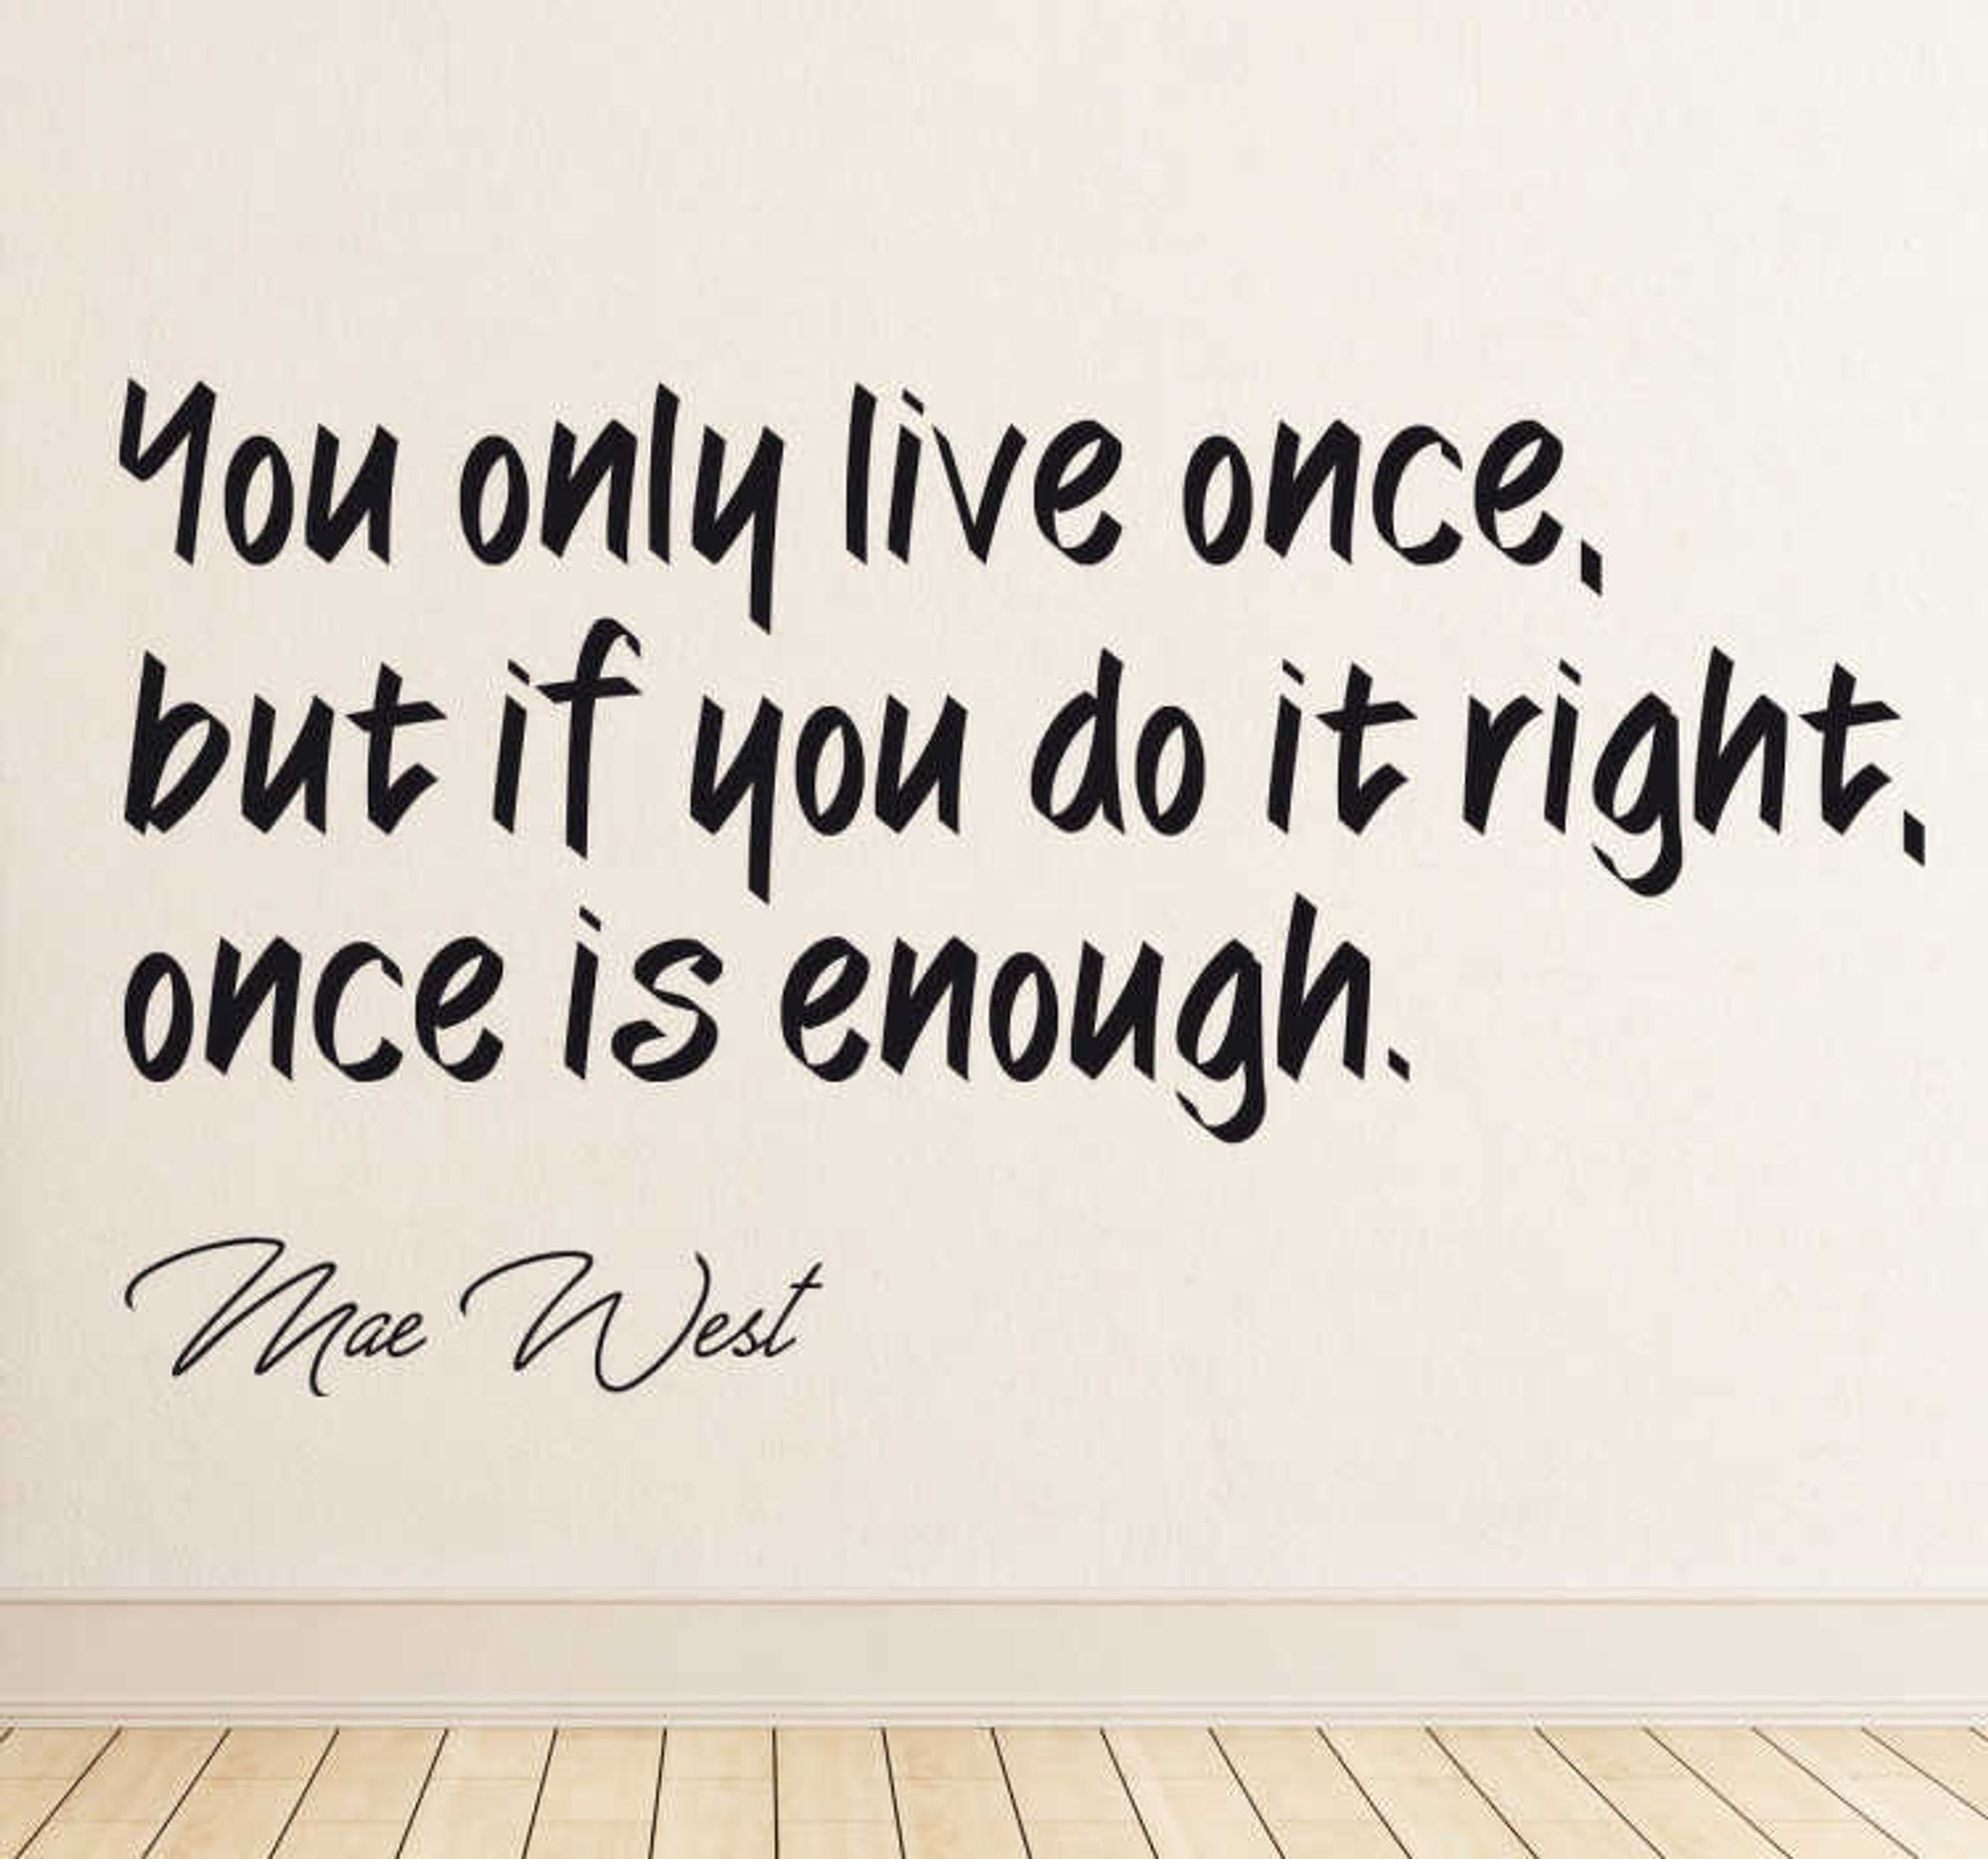 You only live once,
but if you do it right,
once is enough.
Mae West